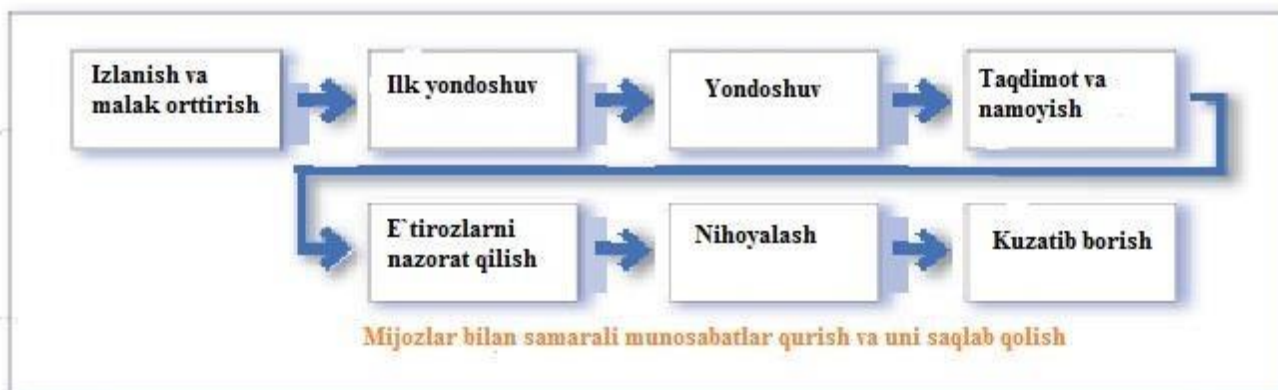 Izlanish va
malak orttirish
Ilk yondoshuv
Yondoshuv
Taqdimot va
namoyish
E`tirozlarni
nazorat qilish
Nihoyalash
Kuzatib borish
Mijozlar bilan samarali munosabatlar qurish va uni saqlab qolish